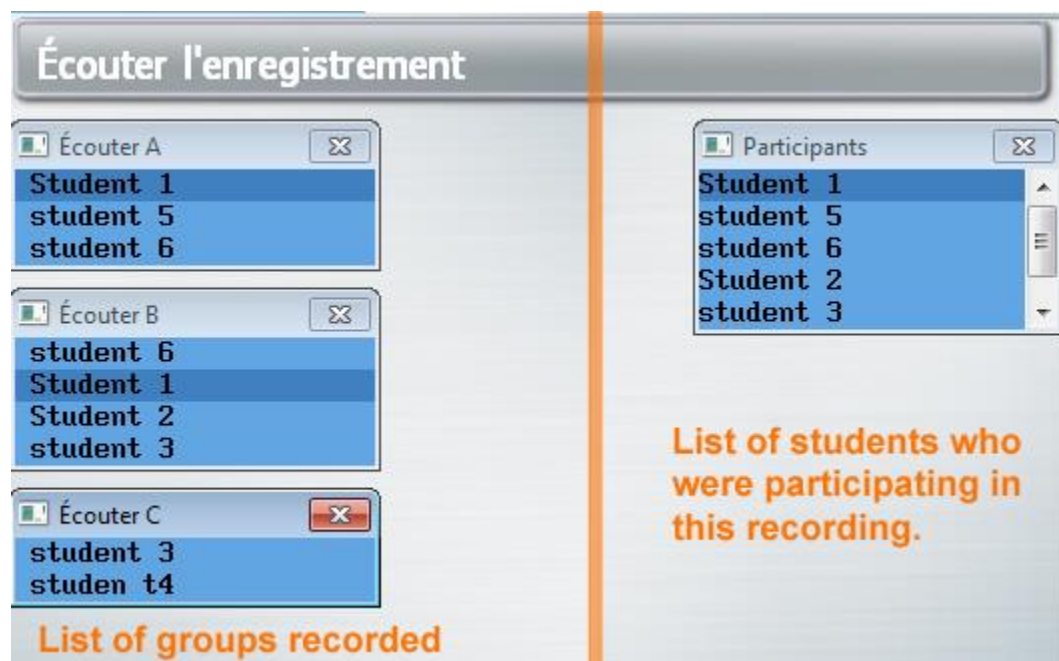 Écouter l'enregistrement
Écouter A
Student 1
student 5
student 6
Écouter B
student 6
Student 1
Student 2
student 3
Écouter C
student 3
studen t4
List of groups recorded
Participants
Student 1
student 5
student 6
Student 2
student 3
List of students who
were participating in
this recording.